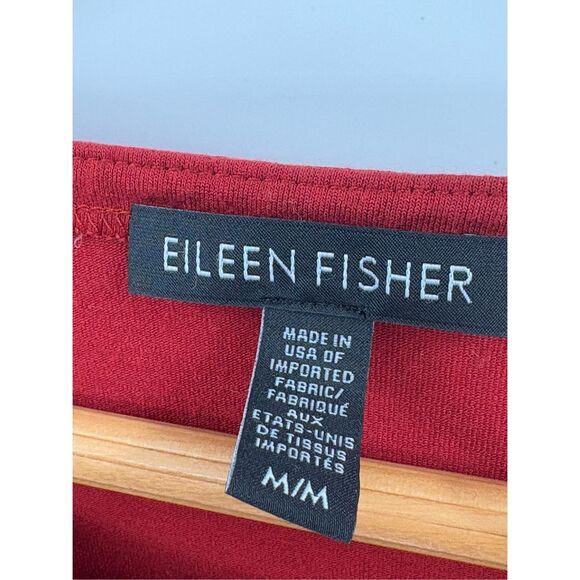 EILEEN FISHER
MADE IN
USA OF
IMPORTED
FABRIC/
FABRIQUÉ
AUX
ETATS-UNIS
DE TISSUS
IMPORTÉS
M/M